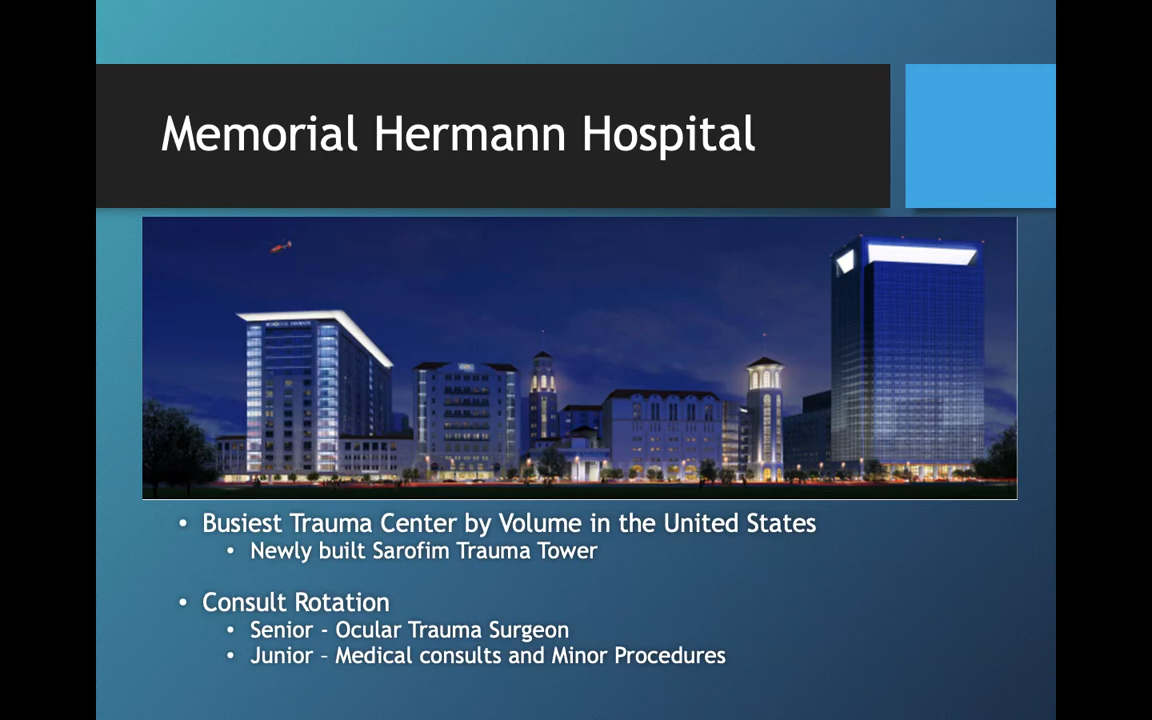 Memorial Hermann Hospital
• Busiest Trauma Center by Volume in the United States
• Newly built Sarofim Trauma Tower
• Consult Rotation
• Senior - Ocular Trauma Surgeon
• Junior – Medical consults and Minor Procedures